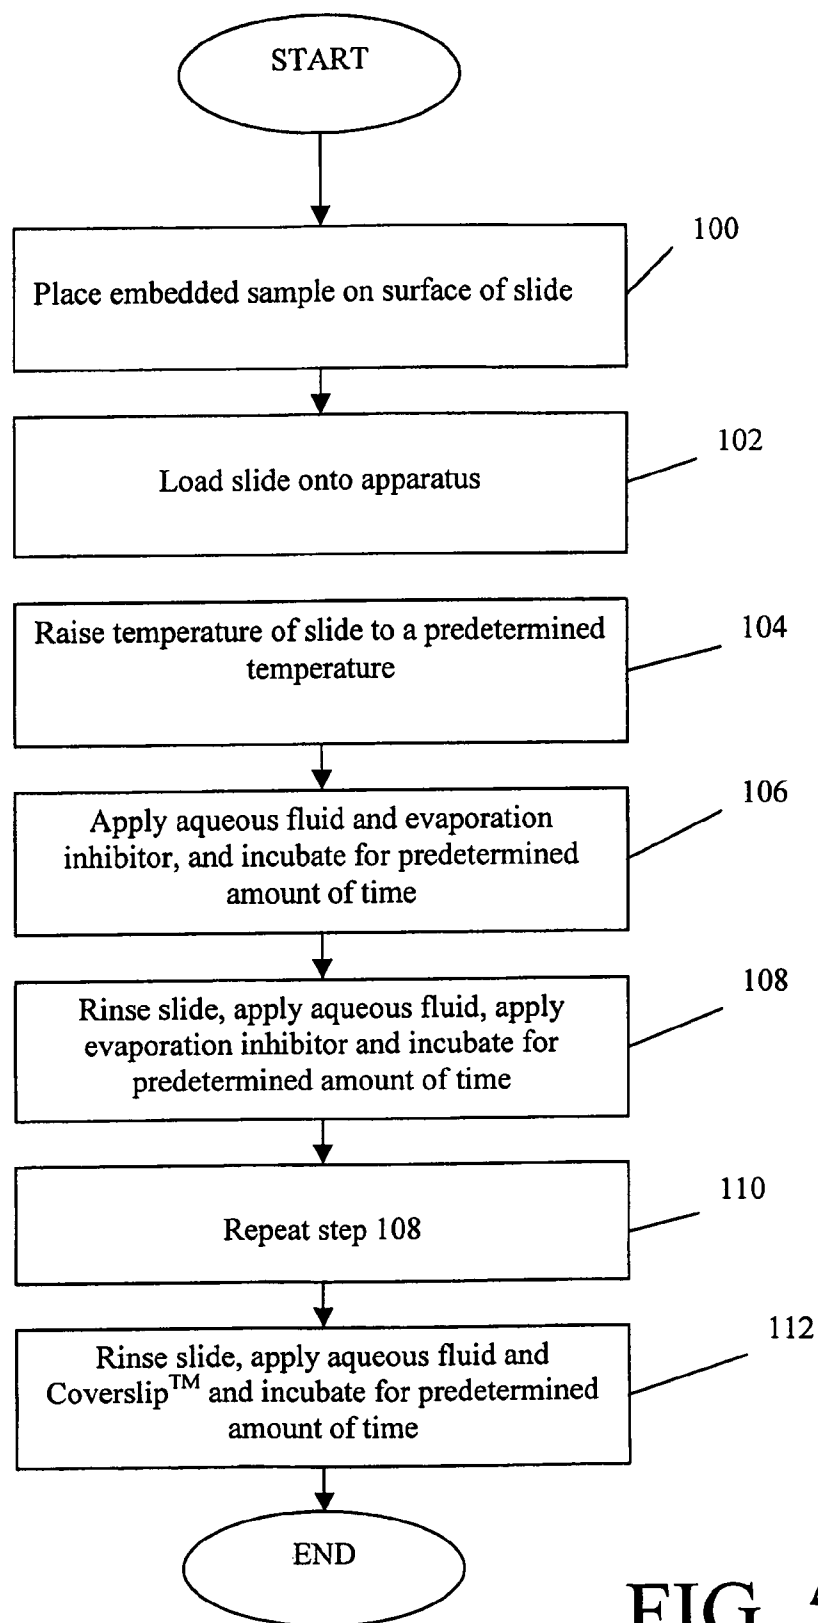 START
100
Place embedded sample on surface of slide
102
Load slide onto apparatus
104
Raise temperature of slide to a predetermined
temperature
106
Apply aqueous fluid and evaporation
inhibitor, and incubate for predetermined
amount of time
108
Rinse slide, apply aqueous fluid, apply
evaporation inhibitor and incubate for
predetermined amount of time
110
Repeat step 108
112
Rinse slide, apply aqueous fluid and
Coverslip™ and incubate for predetermined
amount of time
END
FIG.